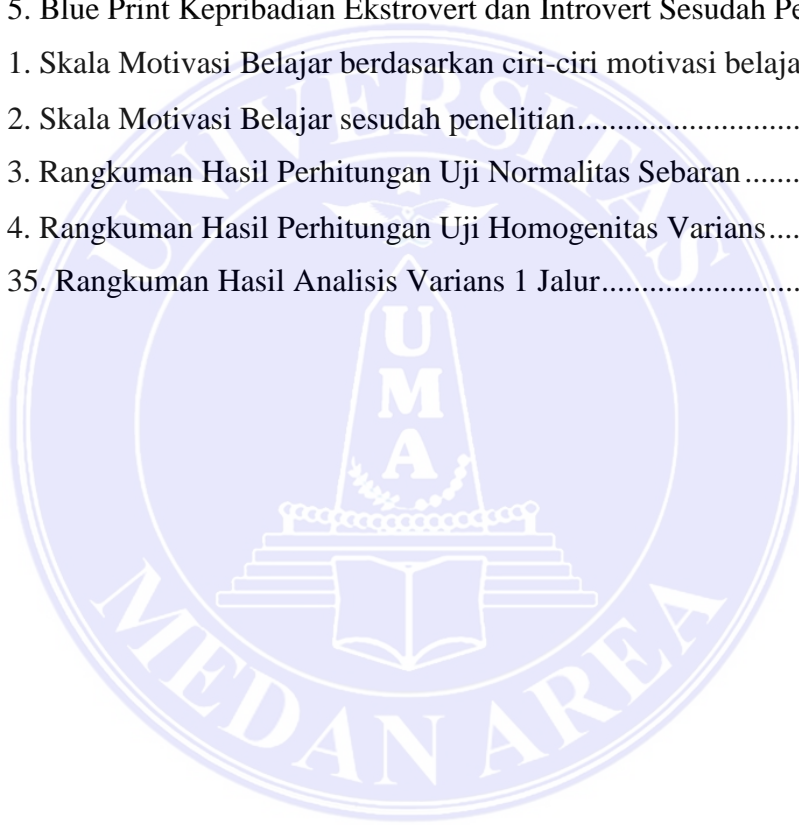 5. Blue Print Kepribadian Ekstrovert dan Introvert Sesudah Pe
1. Skala Motivasi Belajar berdasarkan ciri-ciri motivasi belaja
2. Skala Motivasi Belajar sesudah penelitian...........................
3. Rangkuman Hasil Perhitungan Uji Normalitas Sebaran.......
4. Rangkuman Hasil Perhitungan Uji Homogenitas Varians....
35. Rangkuman Hasil Analisis Varians 1 Jalur........................
UNIVERSITAS
UMA
MEDAN AREA